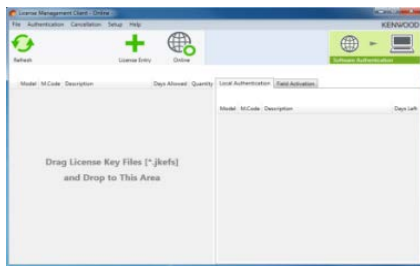 License Management Client - Online
File Authentication Cancellation Setup Help
KENWOOD
Refresh
License Entry
Online
Software Authentication
Model M.Code Description Days Allowed Quantity
Local Authentication Field Activation
Model M.Code Description Days Left
Drag License Key Files [*.jkefs]
and Drop to This Area